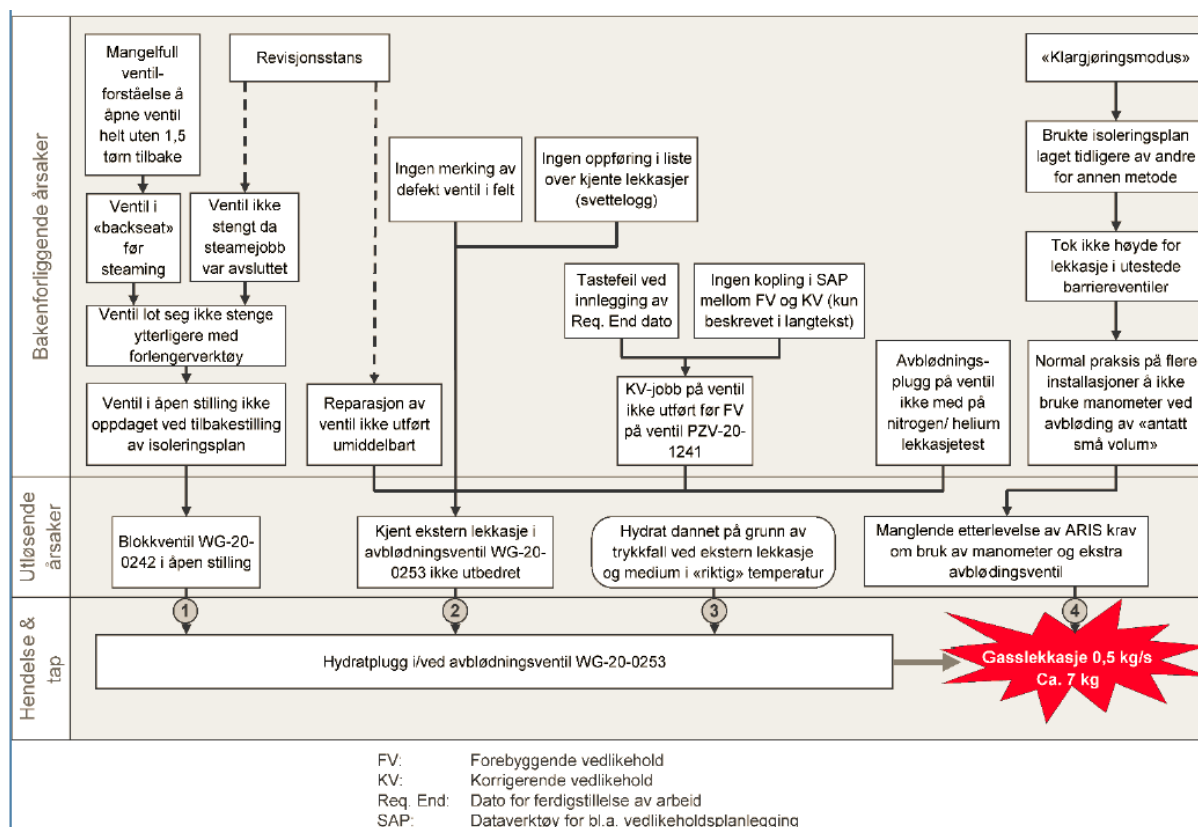 Bakenforliggende årsaker
Mangelfull
ventil-
forståelse å
åpne ventil
helt uten 1,5
tørn tilbake
Revisjonsstans
«Klargjøringsmodus»
Ingen merking av
defekt ventil i felt
Ingen oppføring i liste
over kjente lekkasjer
(svettelogg)
Brukte isoleringsplan
laget tidligere av andre
for annen metode
Ventil i
«backseat»
før
steaming
Ventil ikke
stengt da
steamejobb
var avsluttet
Tok ikke høyde for
lekkasje i utestede
barriereventiler
Tastefeil ved
innlegging av
Req. End dato
Ingen kopling i SAP
mellom FV og KV (kun
beskrevet i langtekst)
Ventil lot seg ikke stenge
ytterligere med
forlengerverktøy
Ventil i åpen stilling ikke
oppdaget ved tilbakestilling
av isoleringsplan
Reparasjon av
ventil ikke utført
umiddelbart
KV-jobb på ventil
ikke utført før FV
på ventil PZV-20-
1241
Avblødnings-
plugg på ventil
ikke med på
nitrogen/ helium
lekkasjetest
Normal praksis på flere
installasjoner å ikke
bruke manometer ved
avbløding av «antatt
små volum»
Utløsende
årsaker
Blokkventil WG-20-
0242 i åpen stilling
Kjent ekstern lekkasje i
avblødningsventil WG-20-
0253 ikke utbedret
Hydrat dannet på grunn av
trykkfall ved ekstern lekkasje
og medium i «riktig» temperatur
Manglende etterlevelse av ARIS krav
om bruk av manometer og ekstra
avblødingsventil
Hendelse &
tap
1
2
3
4
Hydratplugg i/ved avblødningsventil WG-20-0253
Gasslekkasje 0,5 kg/s
Ca. 7 kg
FV: Forebyggende vedlikehold
KV: Korrigerende vedlikehold
Req. End: Dato for ferdigstillelse av arbeid
SAP: Dataverktøy for bl.a. vedlikeholdsplanlegging